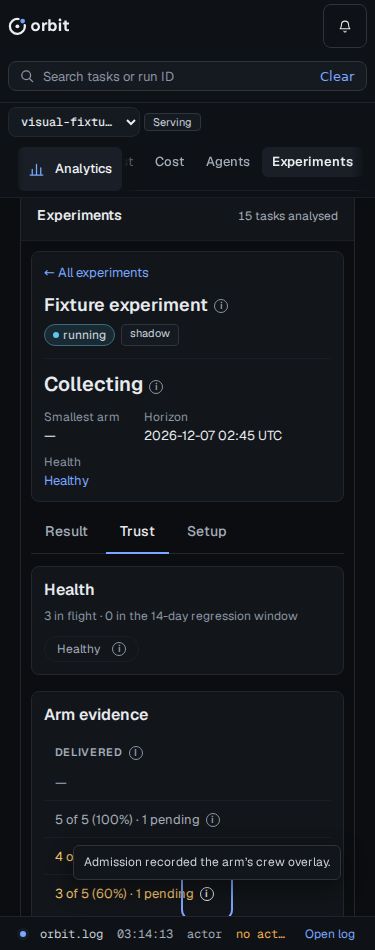 orbit
Search tasks or run ID
Clear
visual-fixtu…
Serving
Analytics
t
Cost
Agents
Experiments
Experiments
15 tasks analysed
← All experiments
Fixture experiment
running
shadow
Collecting
Smallest arm
Horizon
—
2026-12-07 02:45 UTC
Health
Healthy
Result
Trust
Setup
Health
3 in flight · 0 in the 14-day regression window
Healthy
Arm evidence
DELIVERED
—
5 of 5 (100%) · 1 pending
4 o
Admission recorded the arm's crew overlay.
3 of 5 (60%) · 1 pending
orbit.log
03:14:13
actor
no act…
Open log